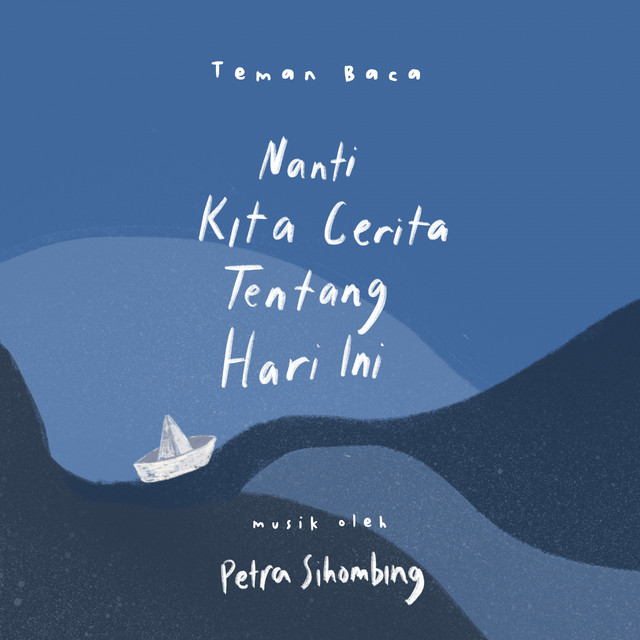 Teman Baca
Nanti
Kita Cerita
Tentang
Hari Ini
musik oleh
Petra Sihombing